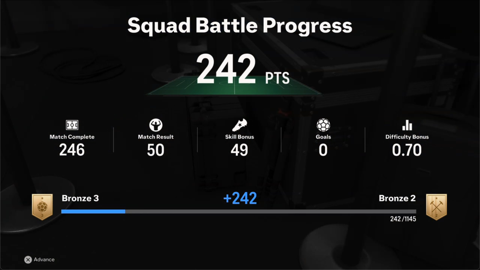 Squad Battle Progress
242 PTS
Match Complete
246
Match Result
50
Skill Bonus
49
Goals
0
Difficulty Bonus
0.70
Bronze 3
+242
Bronze 2
242 /1145
Advance